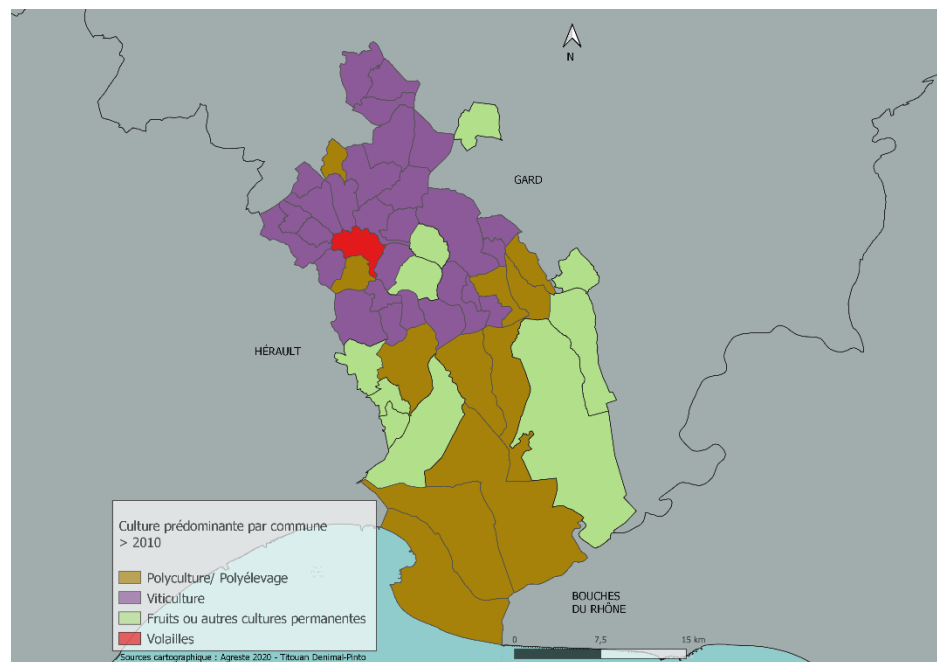 N
GARD
HÉRAULT
Culture prédominante par commune
> 2010
Polyculture/ Polyélevage
Viticulture
Fruits ou autres cultures permanentes
Volailles
BOUCHES
DU RHÔNE
0 7,5 15 km
Sources cartographique : Agreste 2020 - Titouan Denimal-Pinto